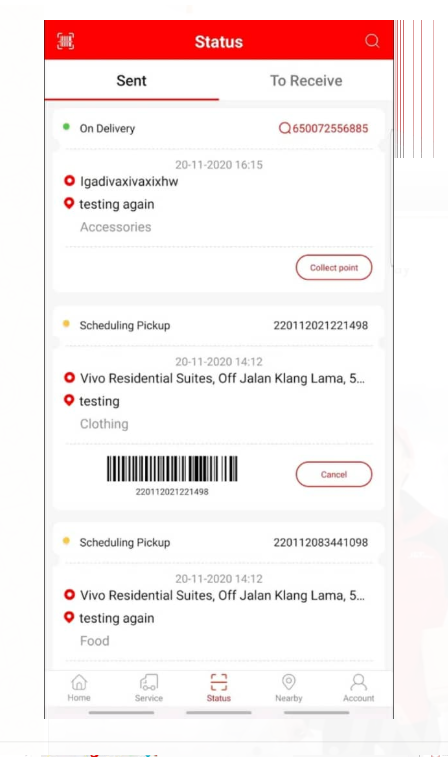 Status
Sent To Receive
On Delivery 650072556885
20-11-2020 16:15
Igadivaxivaxixhw
testing again
Accessories
Collect point
Scheduling Pickup 220112021221498
20-11-2020 14:12
Vivo Residential Suites, Off Jalan Klang Lama, 5...
testing
Clothing
220112021221498 Cancel
Scheduling Pickup 220112083441098
20-11-2020 14:12
Vivo Residential Suites, Off Jalan Klang Lama, 5...
testing again
Food
Home Service Status Nearby Account